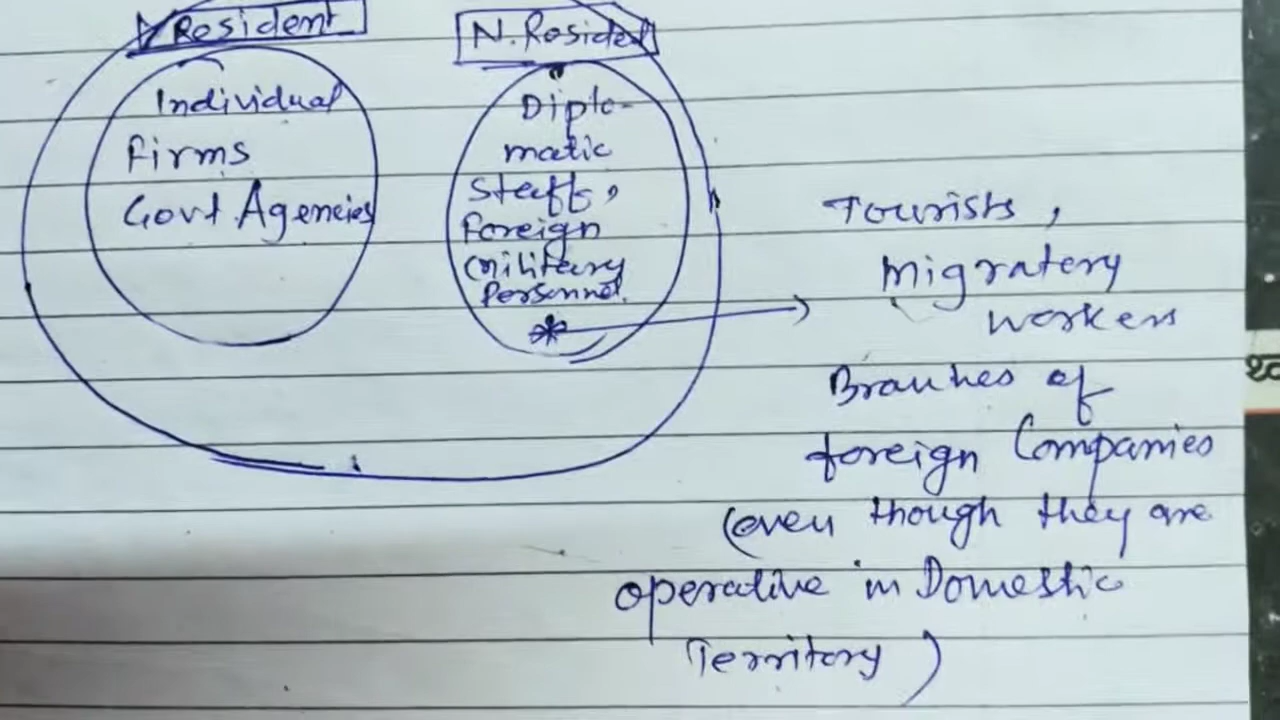 Resident
N. Resident
Individual
Firms
Govt Agencies
Diplo-
matic
Staffs,
Foreign
military
Personnel.
Tourists,
Migratory
Workers
Branches of
foreign Companies
(even though they are
operative in Domestic
Territory)